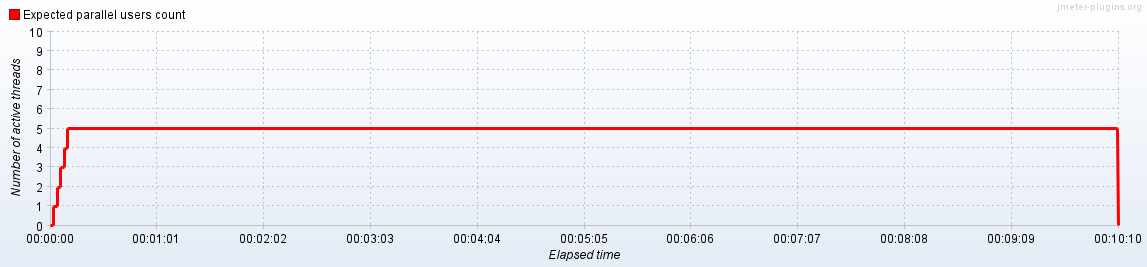 Expected parallel users count
jmeter-plugins.org
10
9
8
7
6
5
4
3
2
1
0
Number of active threads
00:00:00 00:01:01 00:02:02 00:03:03 00:04:04 00:05:05 00:06:06 00:07:07 00:08:08 00:09:09 00:10:10
Elapsed time